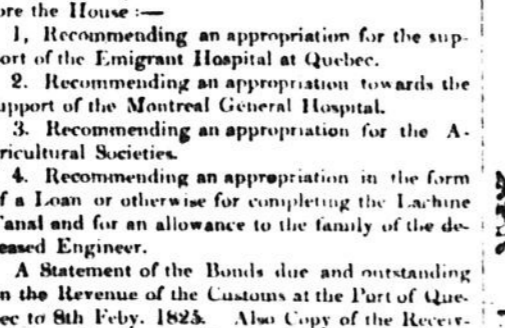 ore the House :—
1, Recommending an appropriation for the sup-
ort of the Emigrant Hospital at Quebec.
2. Recommending an appropriation towards the
upport of the Montreal General Hospital.
3. Recommending an appropriation for the A-
ricultural Societies.
4. Recommending an appropriation in the form
f a Loan or otherwise for completing the Lachine
anal and for an allowance to the family of the de-
eased Engineer.
A Statement of the Bonds due and outstanding
n the Revenue of the Customs at the Port of Que-
ec to 8th Feby. 1825. Also Copy of the Receiv-